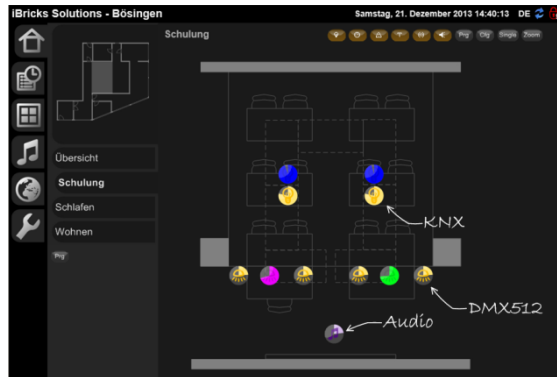 iBricks Solutions - Bösingen
Samstag, 21. Dezember 2013 14:40:13 DE
Schulung
Prg Cfg Single Zoom
Übersicht
Schulung
Schlafen
Wohnen
Prg
KNX
DMX512
Audio